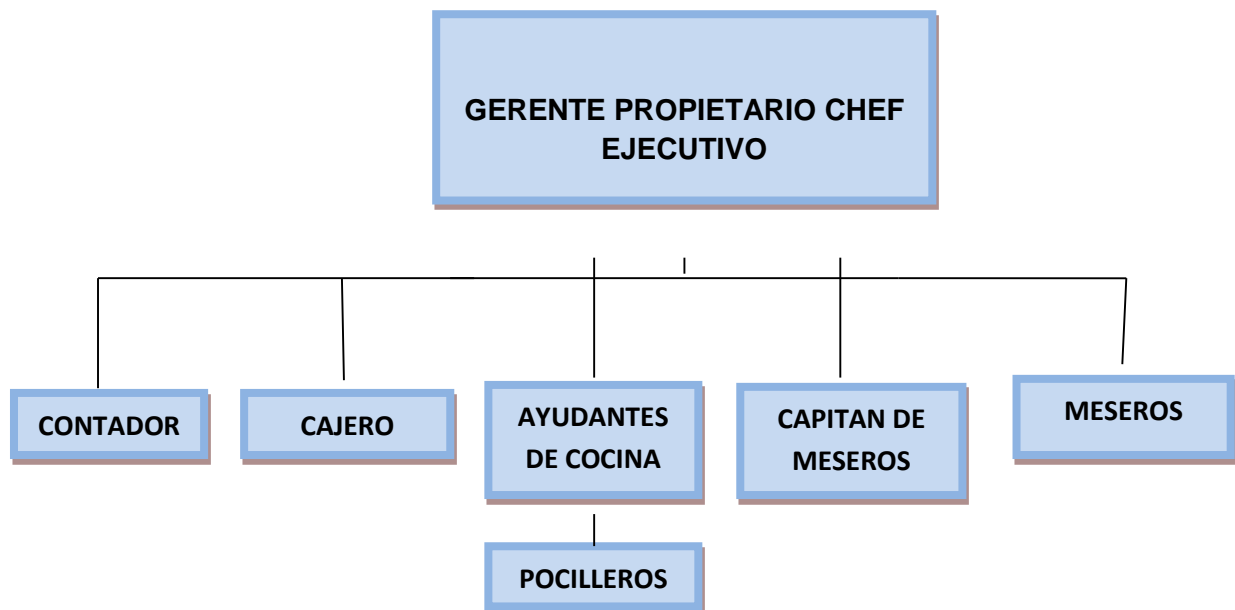 GERENTE PROPIETARIO CHEF
EJECUTIVO
CONTADOR
CAJERO
AYUDANTES
DE COCINA
CAPITAN DE
MESEROS
MESEROS
POCILLEROS